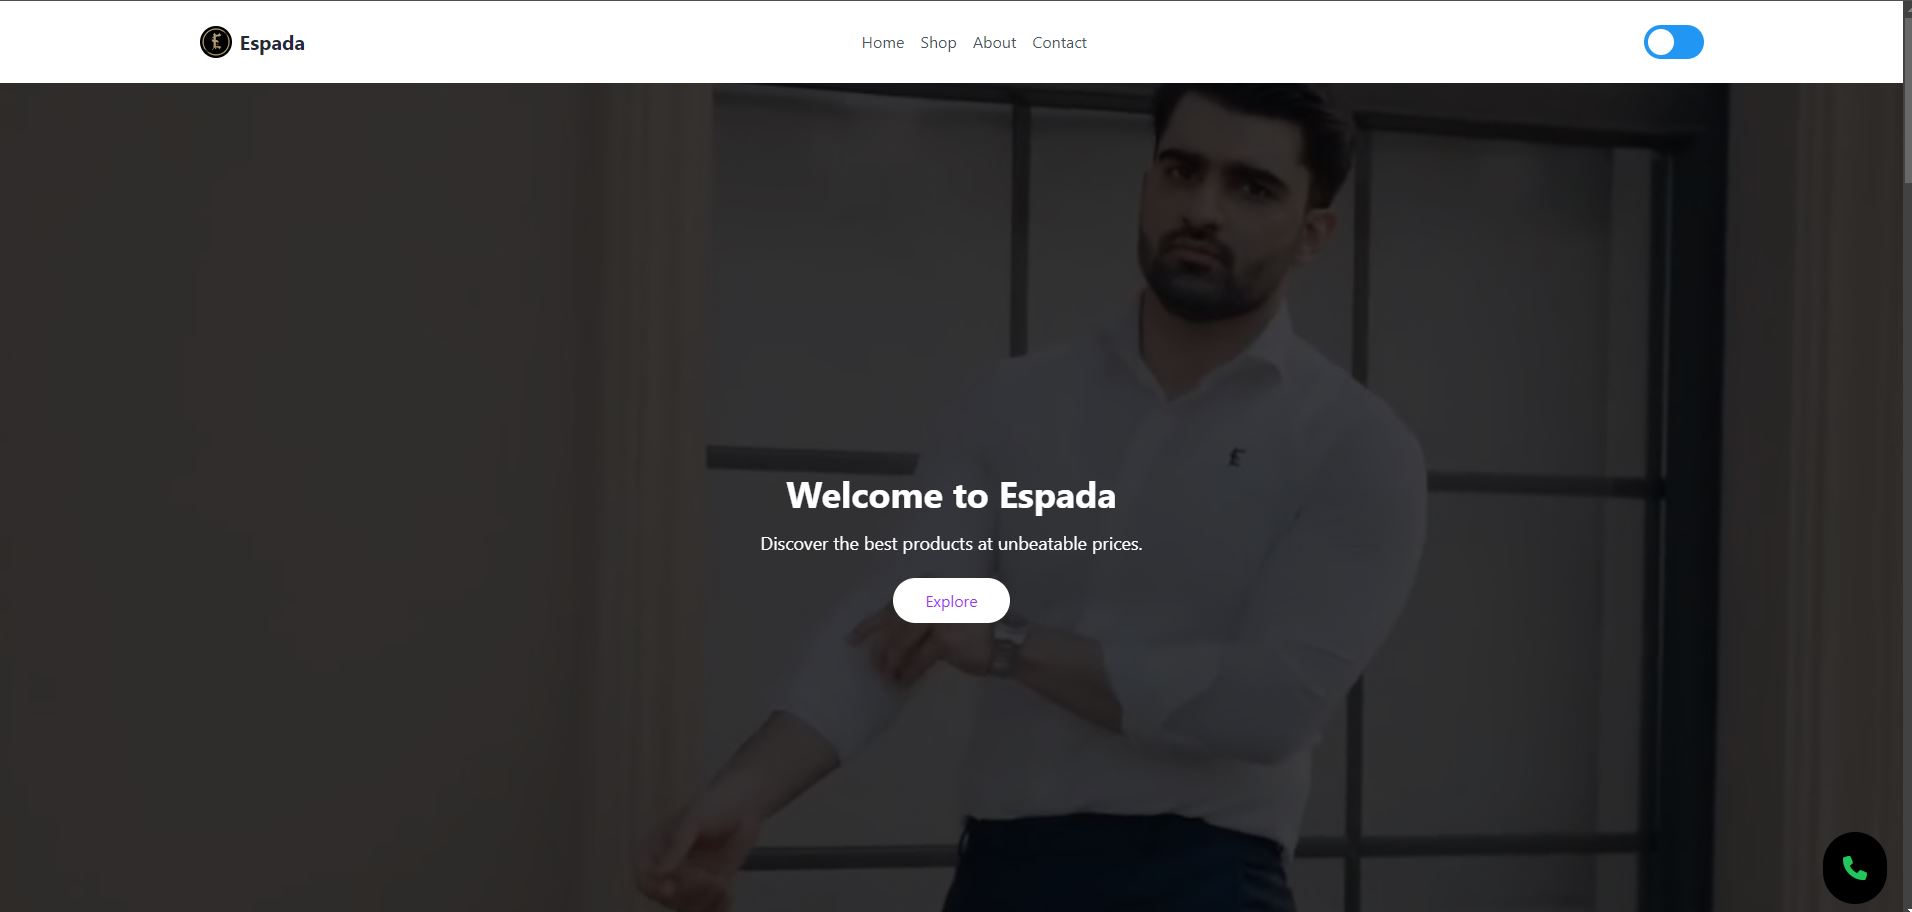 Espada
Home Shop About Contact
Welcome to Espada
Discover the best products at unbeatable prices.
Explore